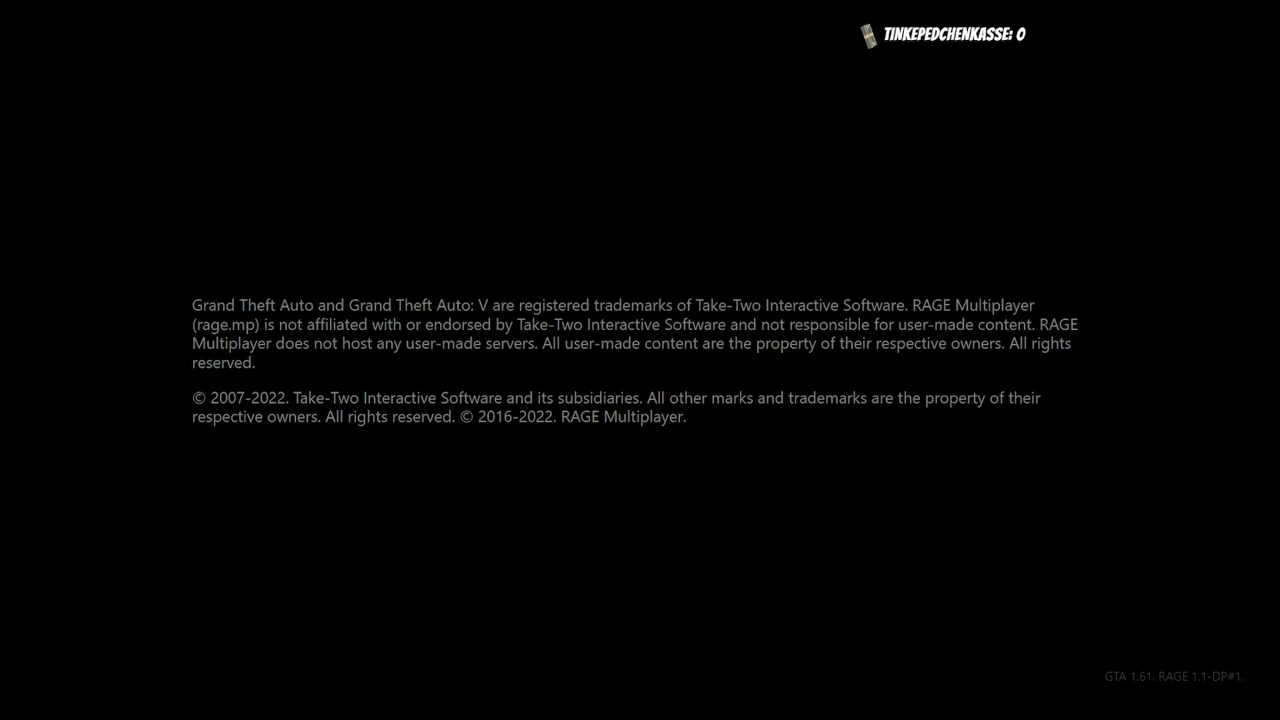 TINKEPEDCHENKASSE: 0
Grand Theft Auto and Grand Theft Auto: V are registered trademarks of Take-Two Interactive Software. RAGE Multiplayer
(rage.mp) is not affiliated with or endorsed by Take-Two Interactive Software and not responsible for user-made content. RAGE
Multiplayer does not host any user-made servers. All user-made content are the property of their respective owners. All rights
reserved.
© 2007-2022. Take-Two Interactive Software and its subsidiaries. All other marks and trademarks are the property of their
respective owners. All rights reserved. © 2016-2022. RAGE Multiplayer.
GTA 1.61. RAGE 1.1-DP#1.